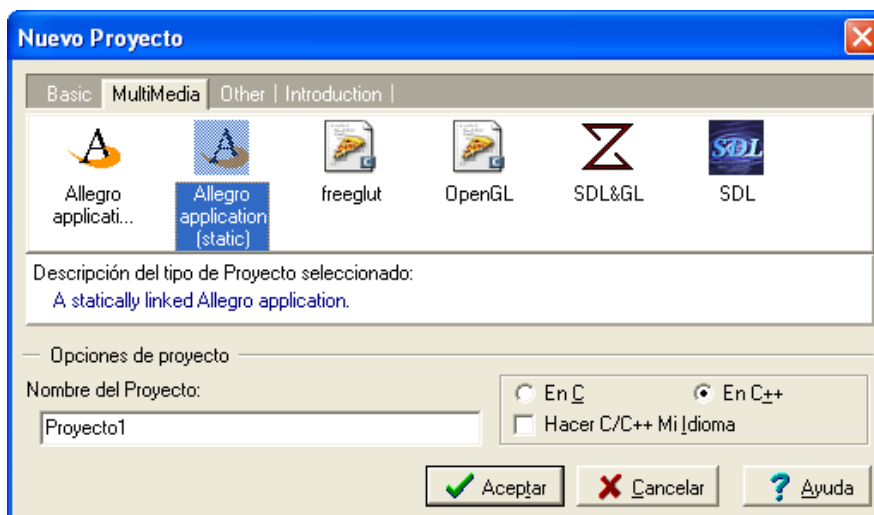 Nuevo Proyecto
Basic MultiMedia Other Introduction
Allegro applicati...
Allegro application (static)
freeglut
OpenGL
SDL&GL
SDL
SDL
Descripción del tipo de Proyecto seleccionado:
A statically linked Allegro application.
Opciones de proyecto
Nombre del Proyecto:
Proyecto1
En C
En C++
Hacer C/C++ Mi Idioma
Aceptar
Cancelar
Ayuda